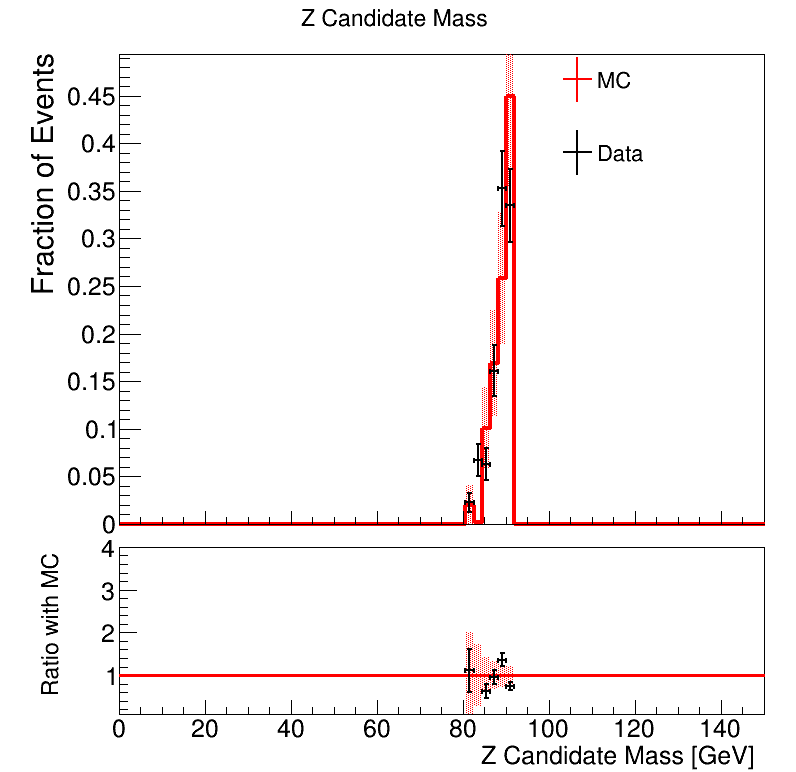 Z Candidate Mass
Fraction of Events
0.45
0.4
0.35
0.3
0.25
0.2
0.15
0.1
0.05
0
MC
Data
Ratio with MC
4
3
2
1
0 20 40 60 80 100 120 140
Z Candidate Mass [GeV]